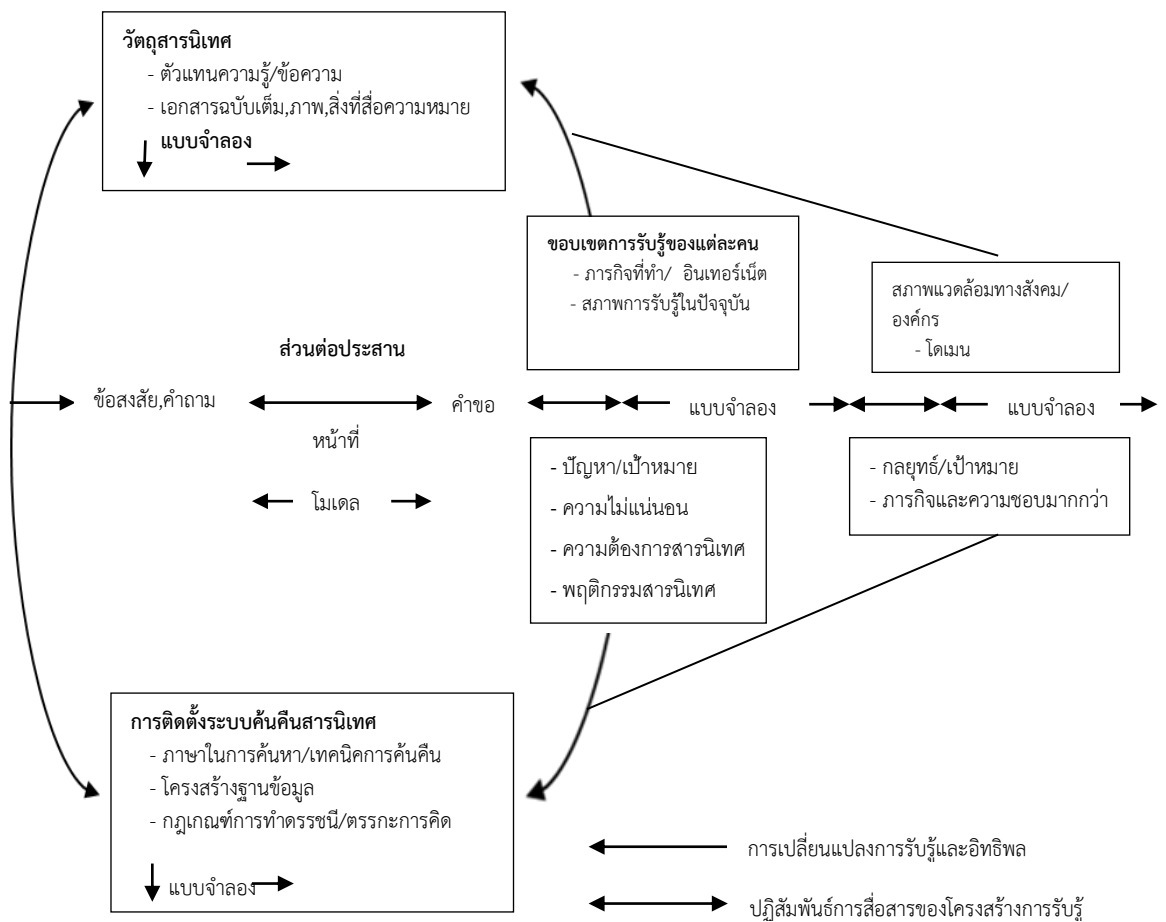 วัตถุสารนิเทศ
- ตัวแทนความรู้/ข้อความ
- เอกสารฉบับเต็ม,ภาพ,สิ่งที่สื่อความหมาย
แบบจำลอง
ขอบเขตการรับรู้ของแต่ละคน
- ภารกิจที่ทำ/ อินเทอร์เน็ต
- สภาพการรับรู้ในปัจจุบัน
สภาพแวดล้อมทางสังคม/
องค์กร
- โดเมน
ส่วนต่อประสาน
ข้อสงสัย,คำถาม
คำขอ
แบบจำลอง
แบบจำลอง
หน้าที่
โมเดล
- ปัญหา/เป้าหมาย
- ความไม่แน่นอน
- ความต้องการสารนิเทศ
- พฤติกรรมสารนิเทศ
- กลยุทธ์/เป้าหมาย
- ภารกิจและความชอบมากกว่า
การติดตั้งระบบค้นคืนสารนิเทศ
- ภาษาในการค้นหา/เทคนิคการค้นคืน
- โครงสร้างฐานข้อมูล
- กฎเกณฑ์การทำดรรชนี/ตรรกะการคิด
แบบจำลอง
การเปลี่ยนแปลงการรับรู้และอิทธิพล
ปฏิสัมพันธ์การสื่อสารของโครงสร้างการรับรู้